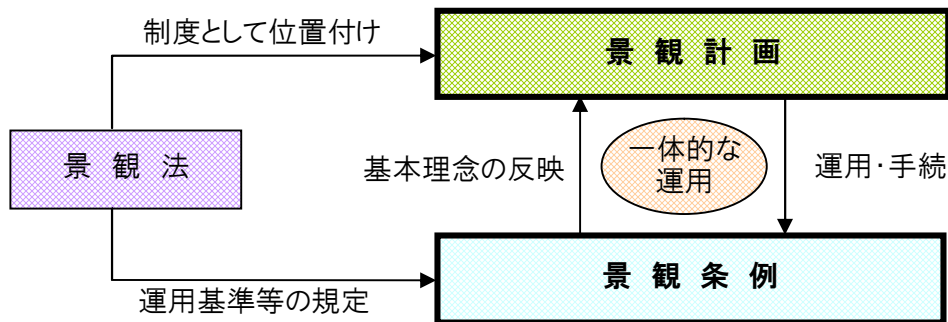 制度として位置付け
景観計画
景観法
基本理念の反映
一体的な
運用
運用・手続
景観条例
運用基準等の規定